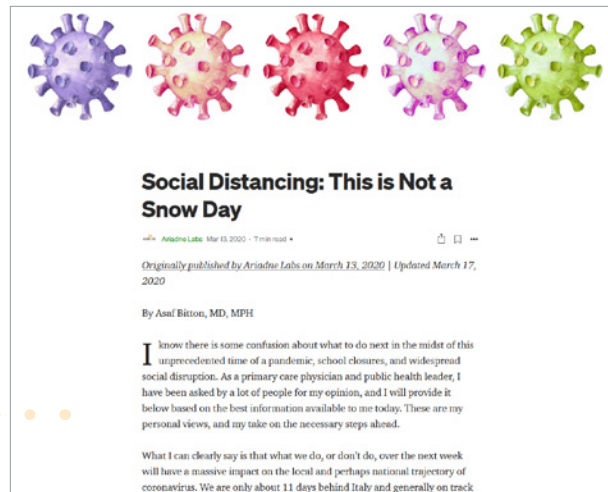 Social Distancing: This is Not a
Snow Day
Ariadne Labs Mar 13, 2020 · 7 min read
Originally published by Ariadne Labs on March 13, 2020 | Updated March 17,
2020
By Asaf Bitton, MD, MPH
I know there is some confusion about what to do next in the midst of this
unprecedented time of a pandemic, school closures, and widespread
social disruption. As a primary care physician and public health leader, I
have been asked by a lot of people for my opinion, and I will provide it
below based on the best information available to me today. These are my
personal views, and my take on the necessary steps ahead.
What I can clearly say is that what we do, or don't do, over the next week
will have a massive impact on the local and perhaps national trajectory of
coronavirus. We are only about 11 days behind Italy and generally on track